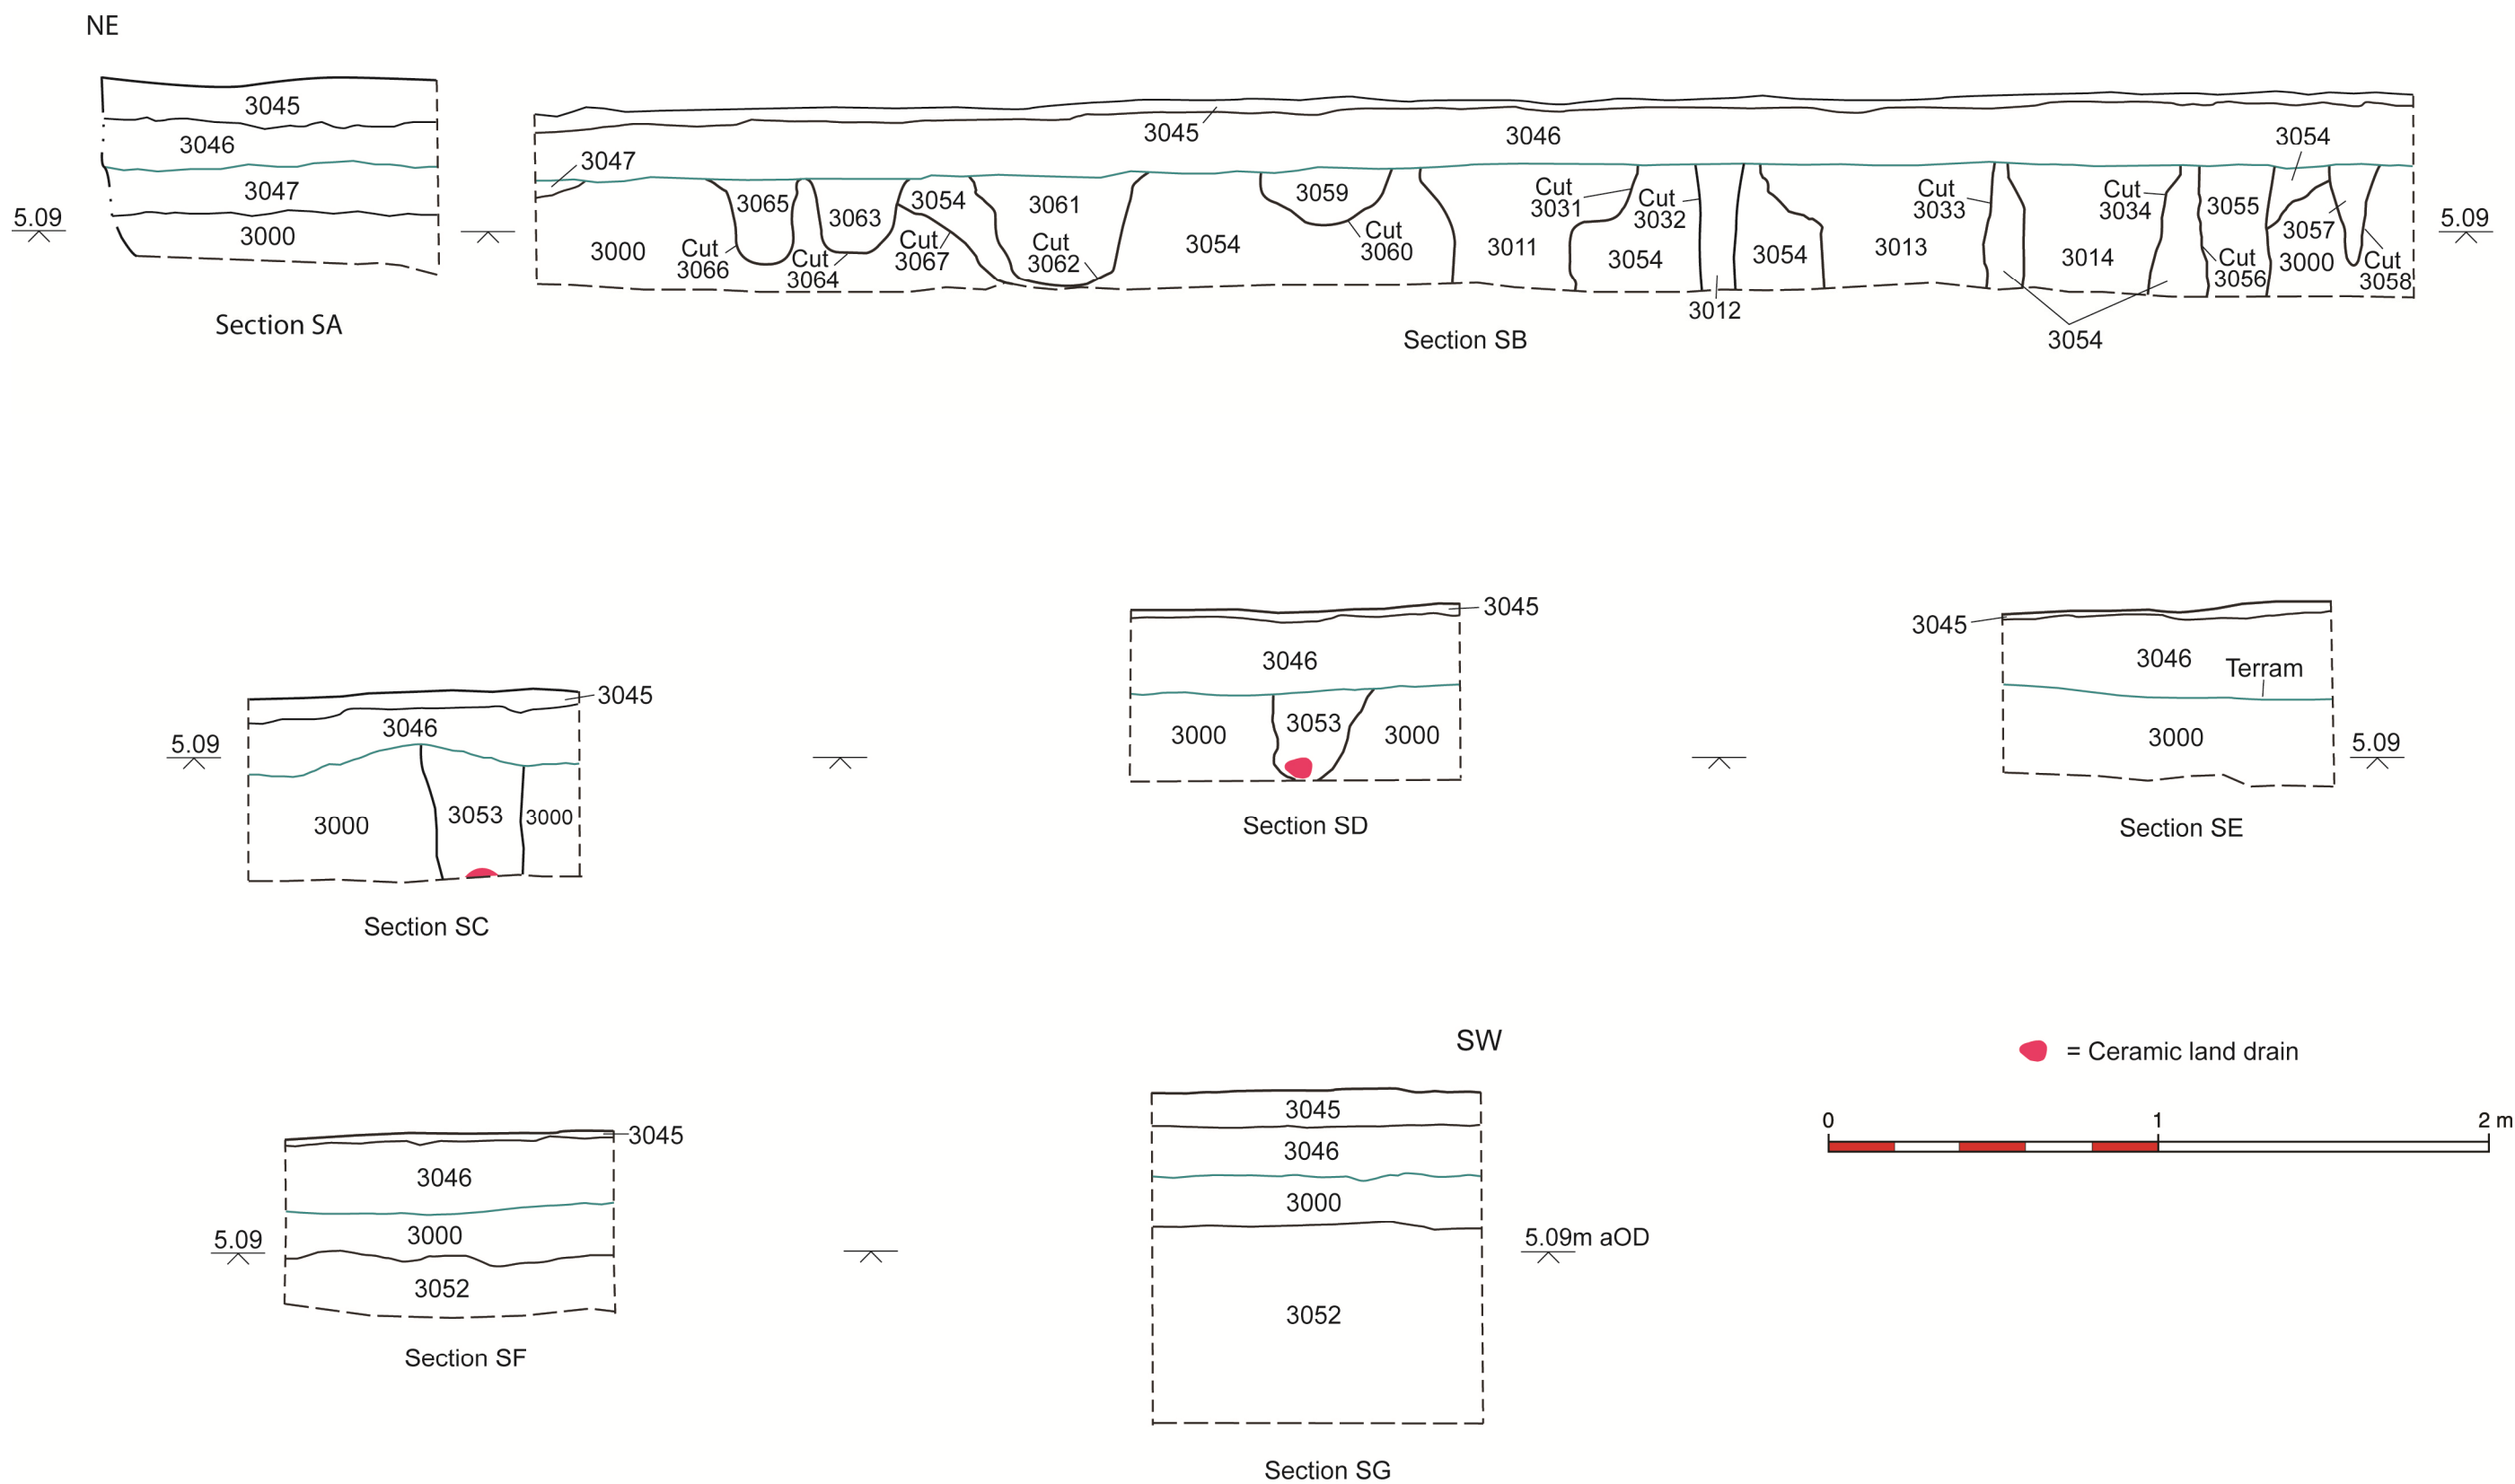 NE
3045
3046
3047
3000
5.09
Section SA
3045
3046
3054
3047
3065
3063
3054
3061
3059
3000
Cut
3066
Cut
3064
Cut
3067
Cut
3062
3054
Cut
3060
3011
Cut
3031
Cut
3032
3054
3012
3054
3013
Cut
3033
3014
Cut
3034
3054
3055
Cut
3056
3057
3000
Cut
3058
5.09
Section SB
3045
3046
5.09
3000
3053
3000
Section SC
3045
3046
3000
3053
3000
Section SD
3045
3046
Terram
3000
5.09
Section SE
3045
3046
3000
5.09
3052
Section SF
SW
3045
3046
3000
5.09m aOD
3052
Section SG
= Ceramic land drain
0 1 2 m